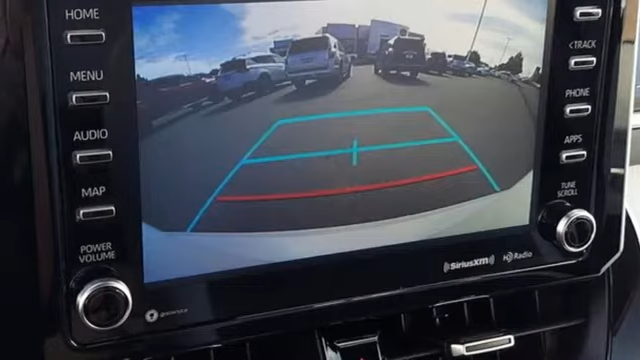 HOME
MENU
AUDIO
MAP
POWER
VOLUME
<TRACK
PHONE
APPS
TUNE
SCROLL
SiriusXM
HD Radio